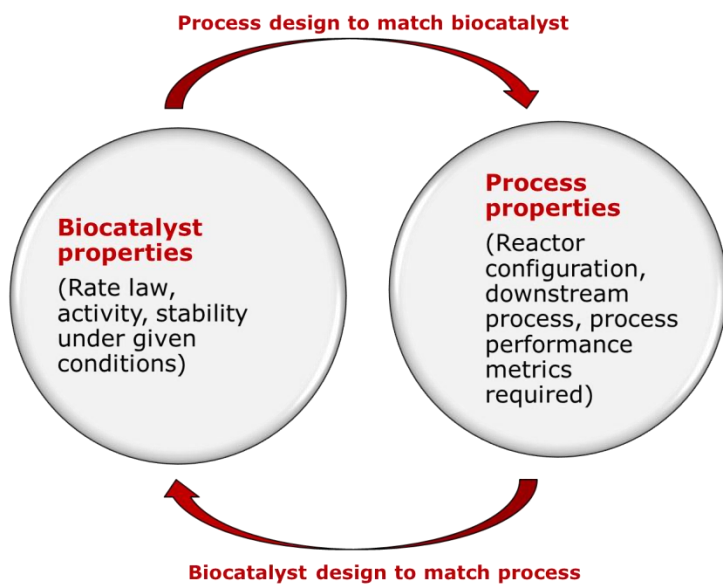 Process design to match biocatalyst
Biocatalyst
properties
(Rate law,
activity, stability
under given
conditions)
Process
properties
(Reactor
configuration,
downstream
process, process
performance
metrics
required)
Biocatalyst design to match process